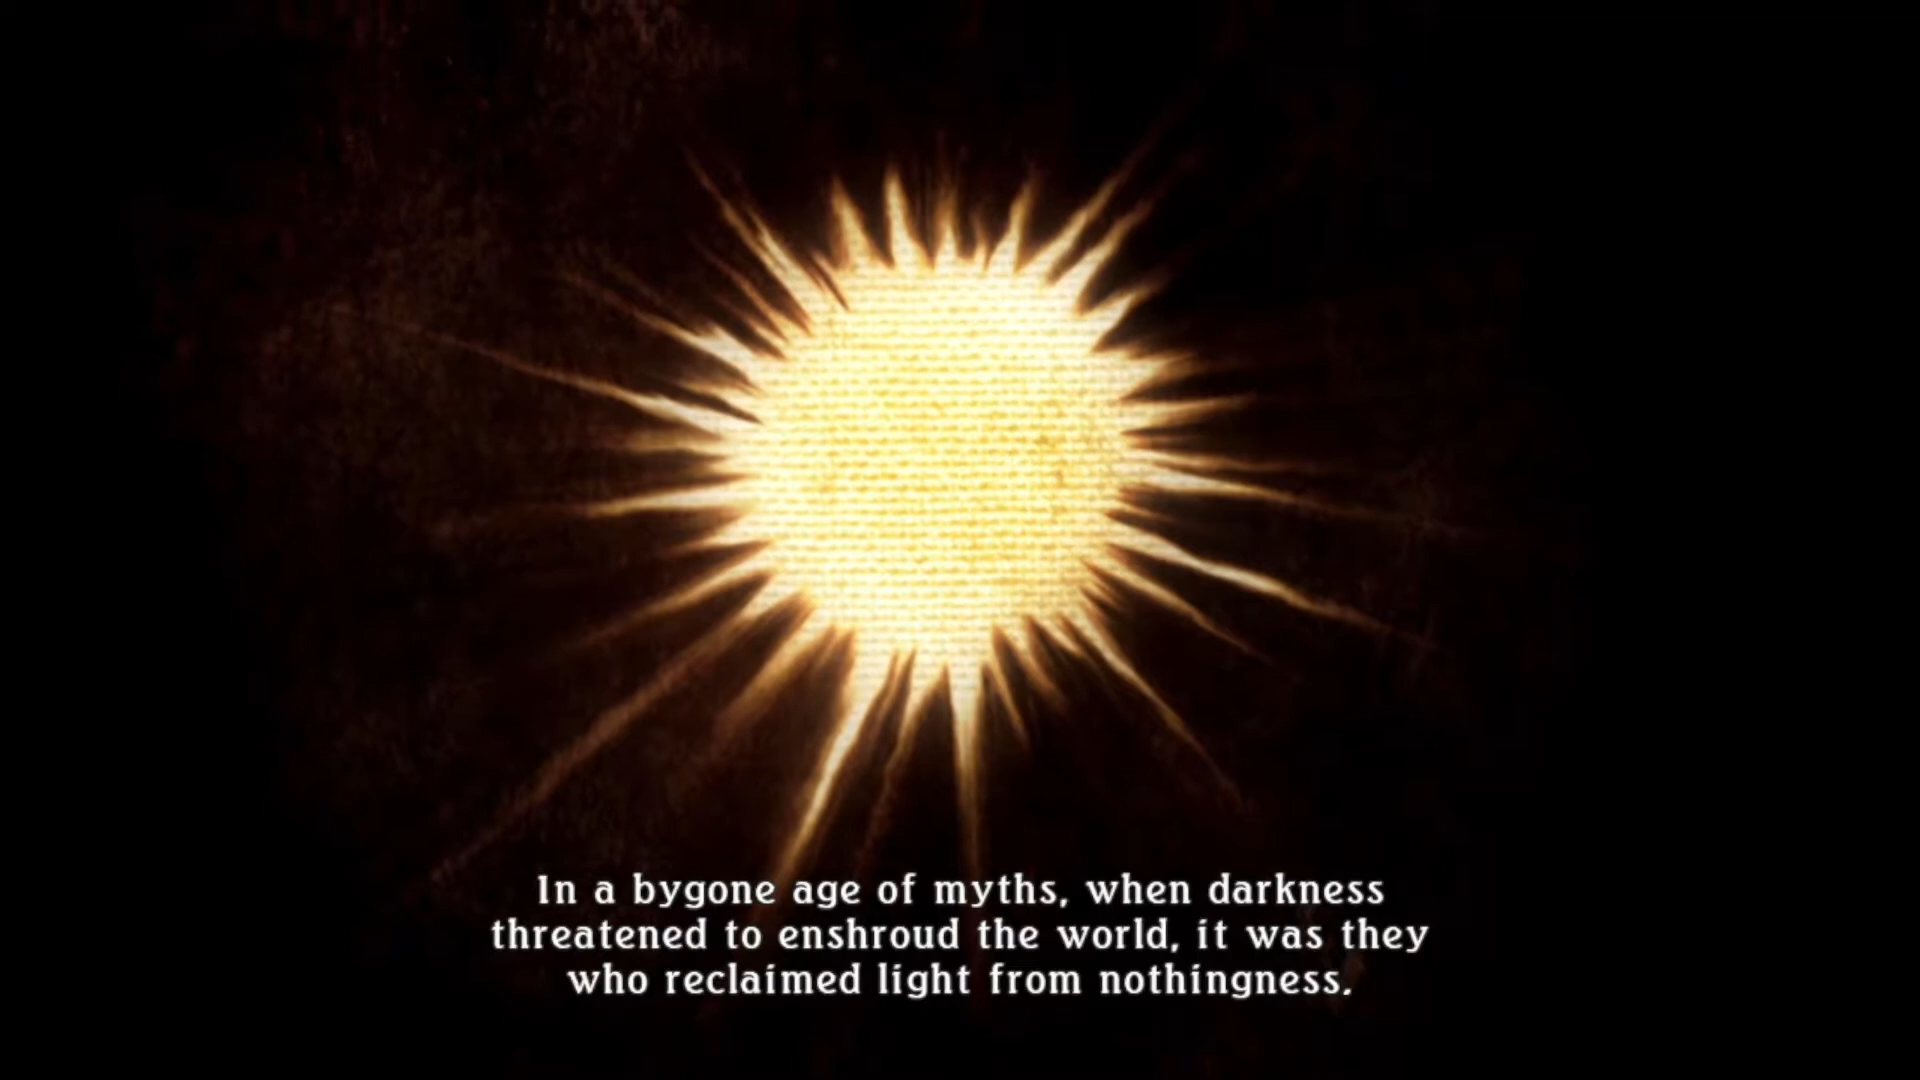 In a bygone age of myths, when darkness
threatened to enshroud the world, it was they
who reclaimed light from nothingness.